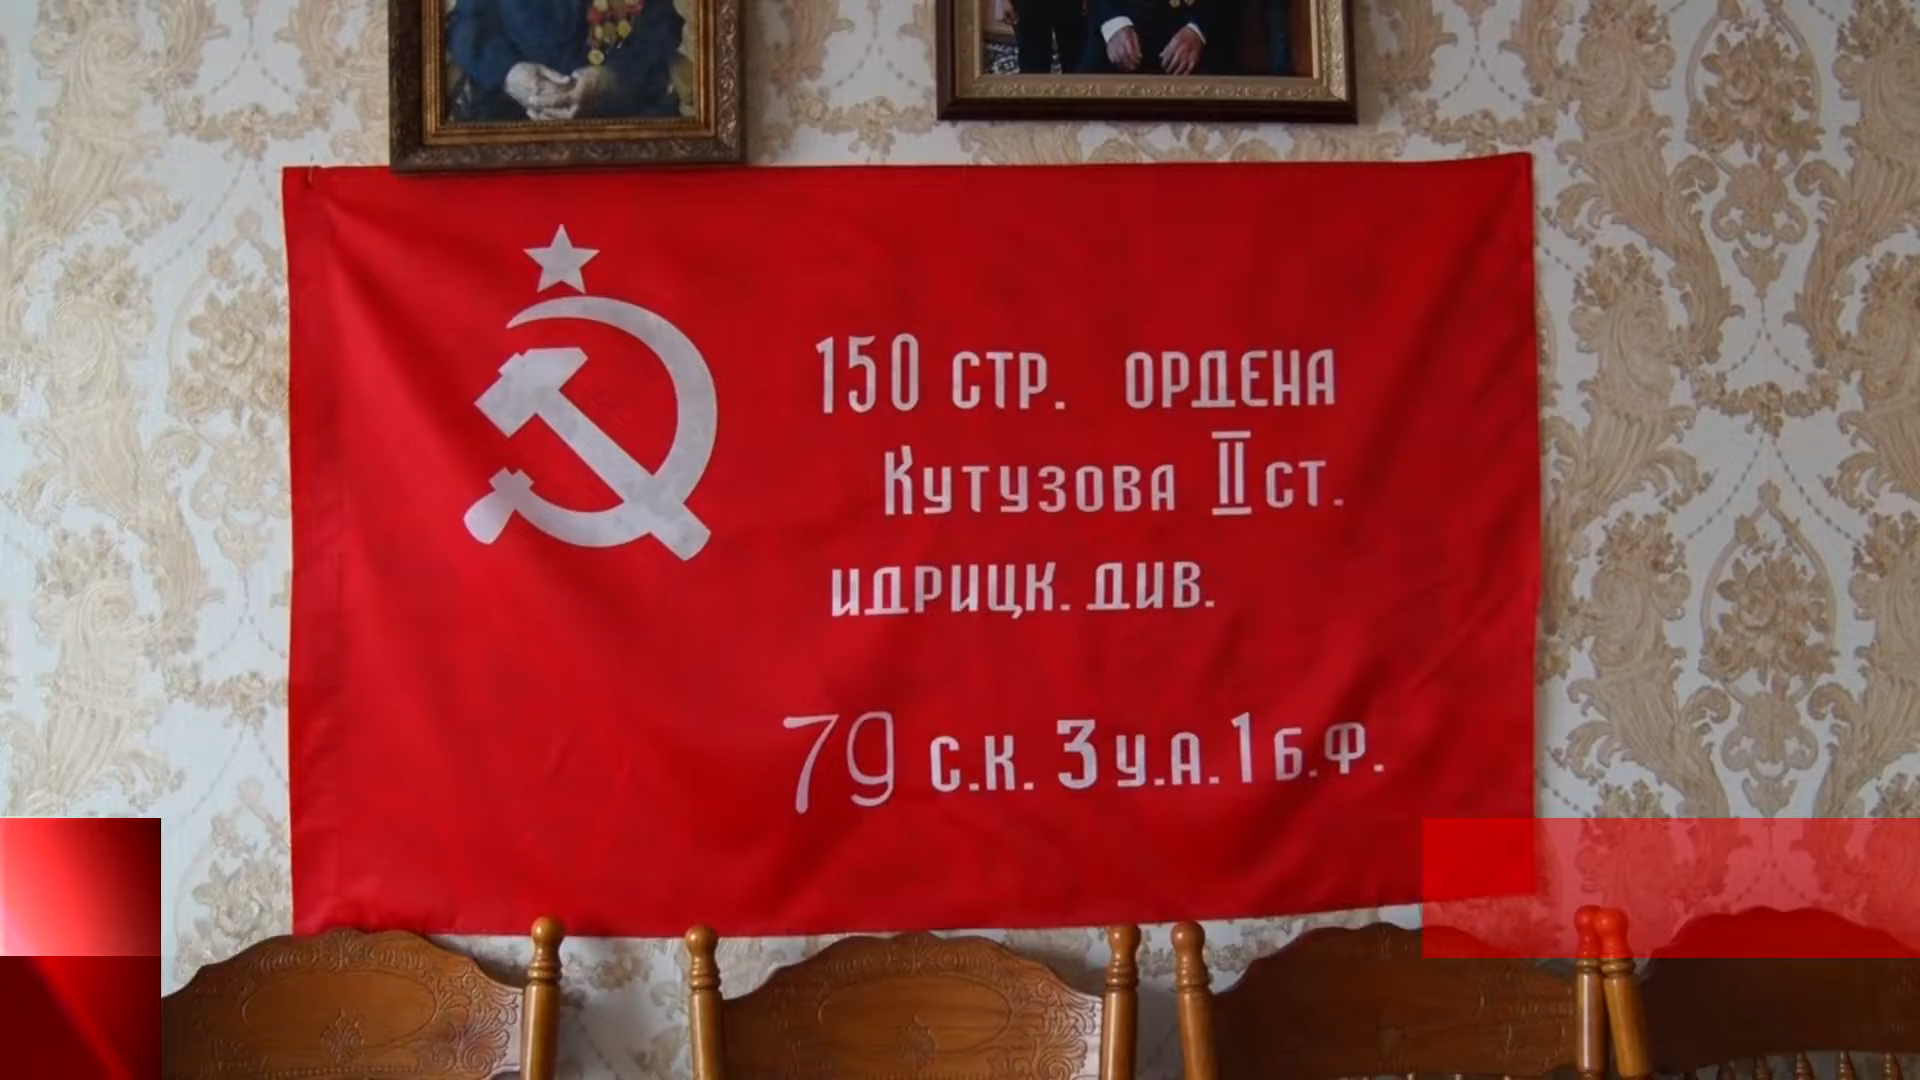 150 СТР. ОРДЕНА
КУТУЗОВА II СТ.
ИДРИЦК. ДИВ.
79 С.К. 3 У.А. 1 Б.Ф.